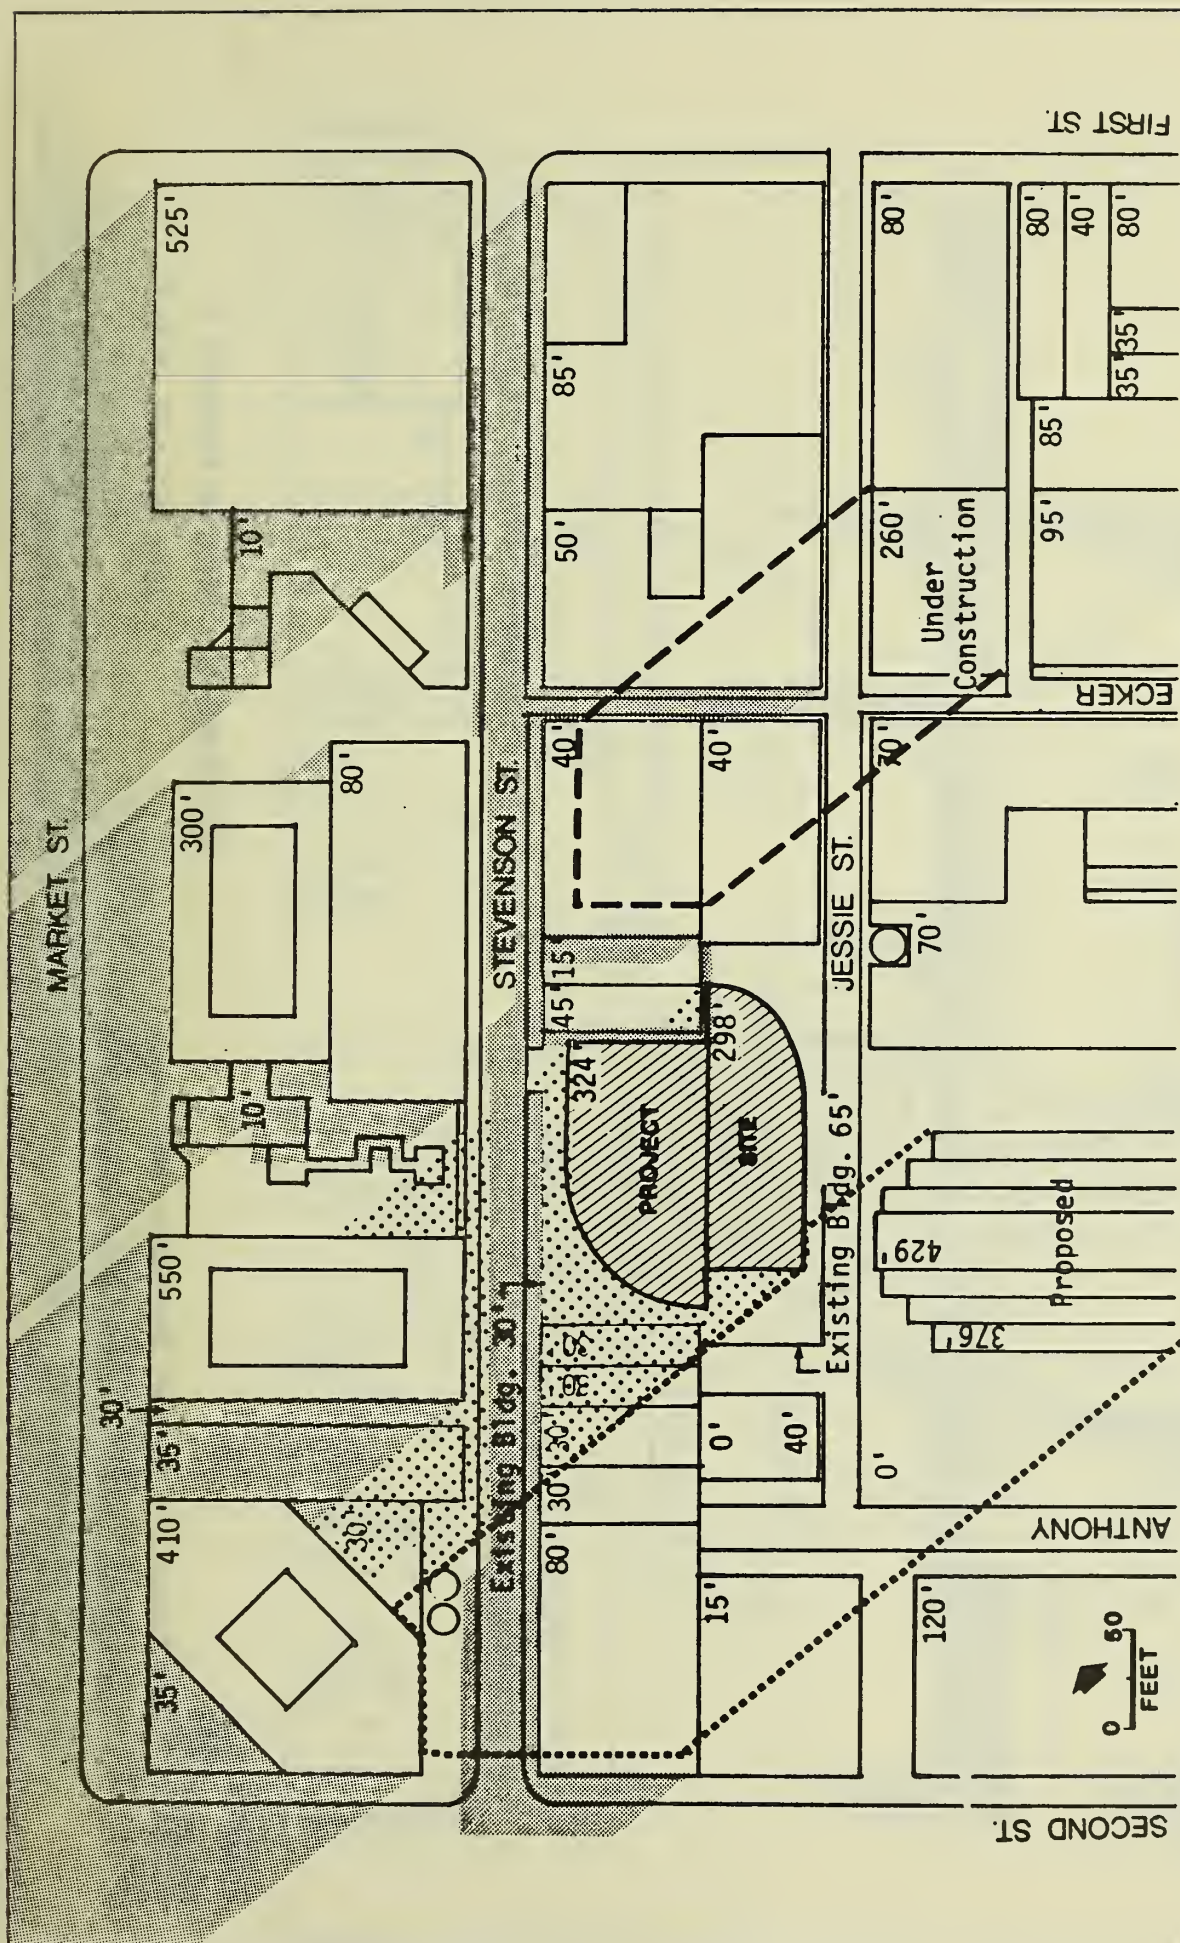 MARKET ST.
35'
410'
30'
35'
30'
550'
10'
300'
80'
10'
525'
STEVENSON ST.
Existing Bldg. 30'
80'
30'
30'
30'
30'
324'
PROJECT
SITE
298'
45'
15'
40'
40'
50'
85'
15'
0'
40'
Existing Bldg. 65'
JESSIE ST.
120'
0'
376'
429'
Proposed
70'
70'
260'
Under
Construction
80'
95'
85'
35'
35'
80'
40'
80'
SECOND ST.
ANTHONY
ECKER
FIRST ST.
0 50
FEET